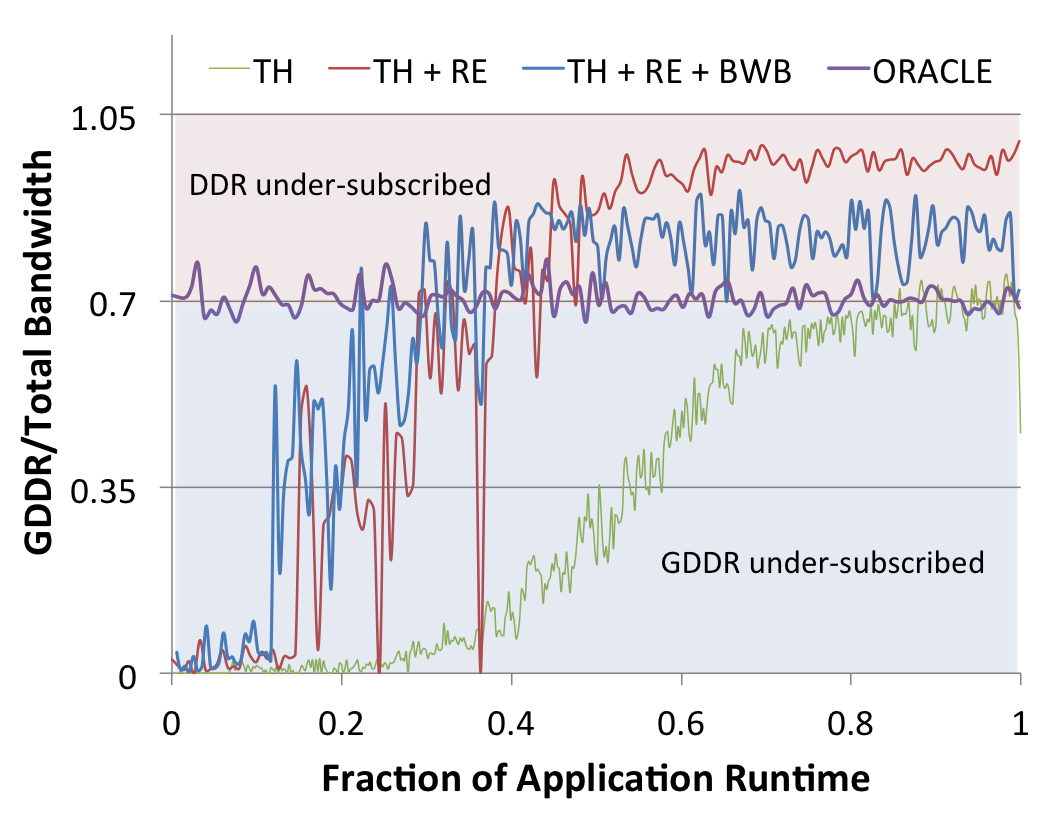 TH TH + RE TH + RE + BWB ORACLE
1.05
DDR under-subscribed
0.7
0.35
GDDR under-subscribed
0
0 0.2 0.4 0.6 0.8 1
Fraction of Application Runtime
GDDR/Total Bandwidth